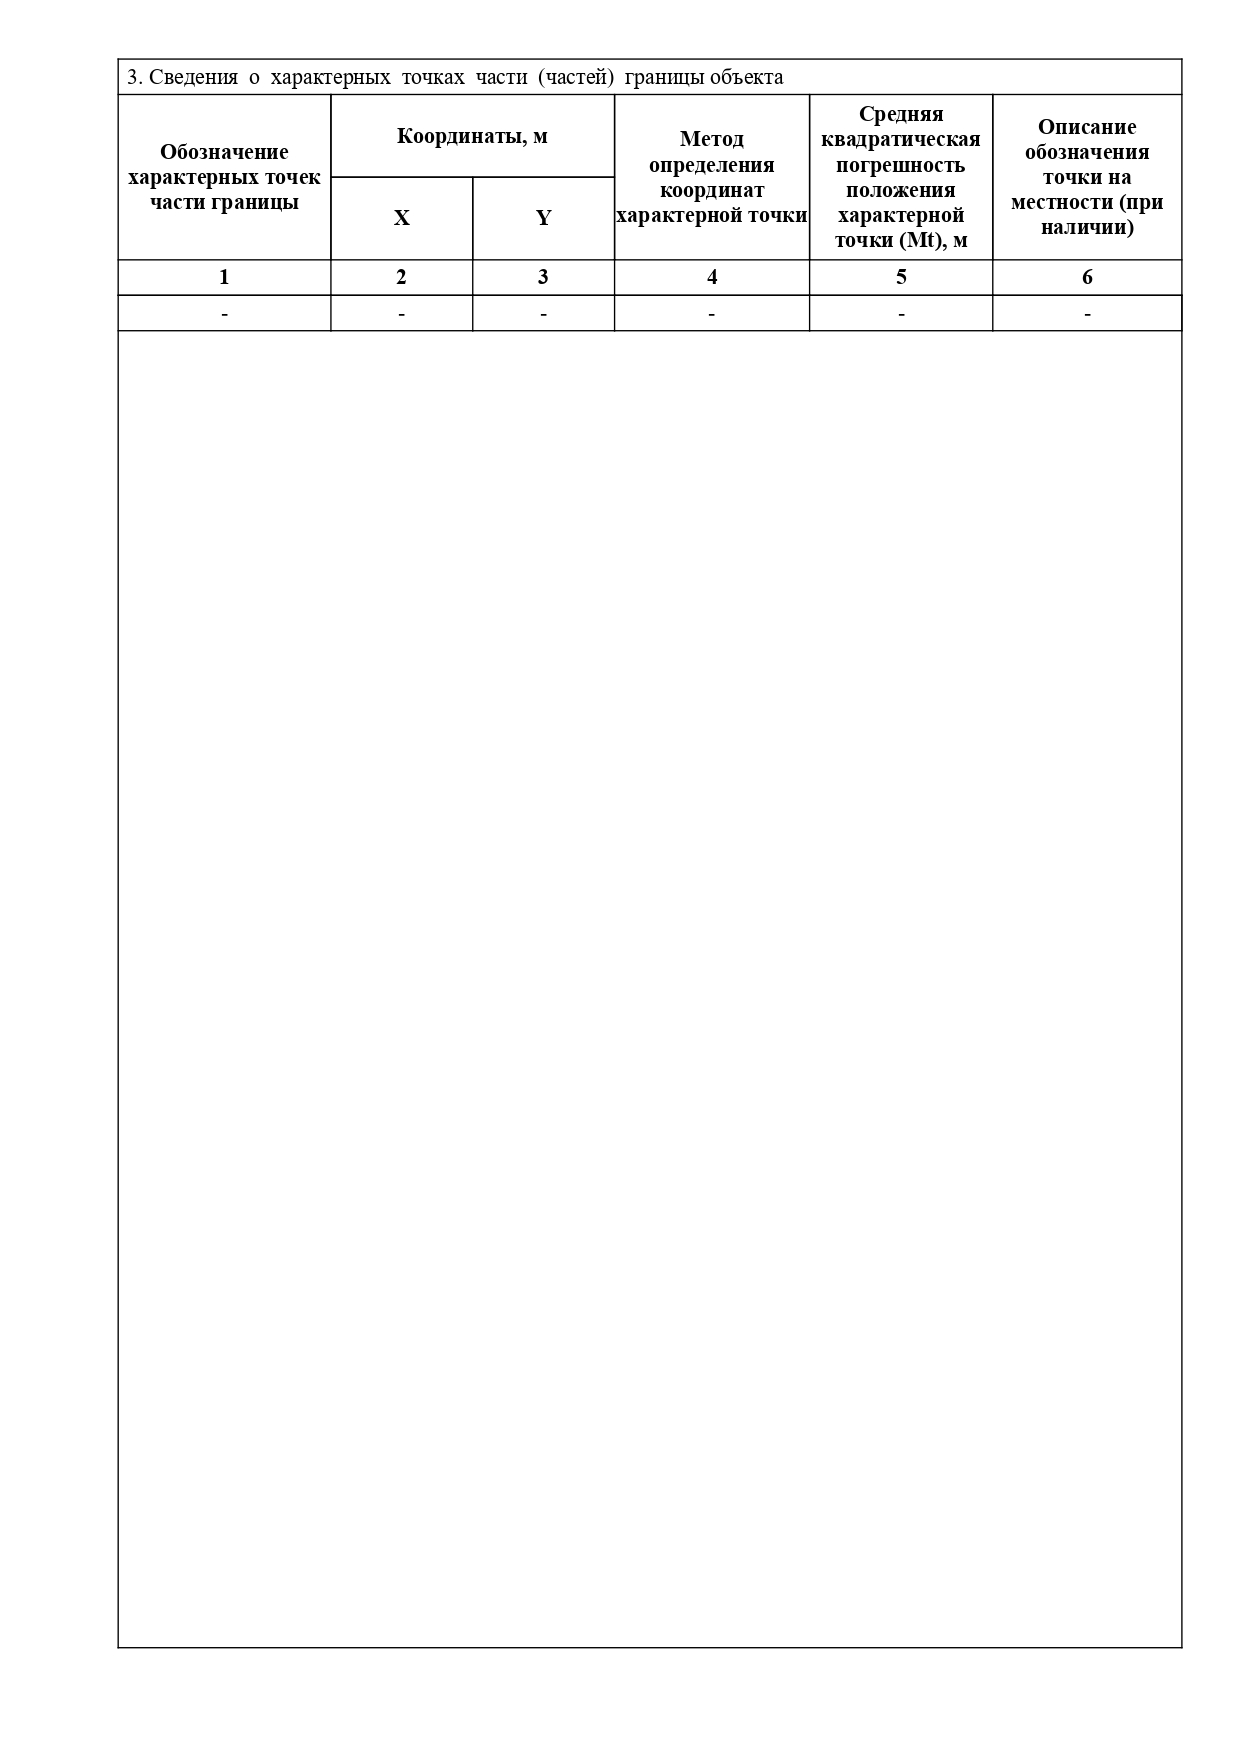 3. Сведения о характерных точках части (частей) границы объекта
Обозначение
характерных точек
части границы
Координаты, м
X
Y
Метод
определения
координат
характерной точки
Средняя
квадратическая
погрешность
положения
характерной
точки (Mt), м
Описание
обозначения
точки на
местности (при
наличии)
1 2 3 4 5 6
- - - - - -